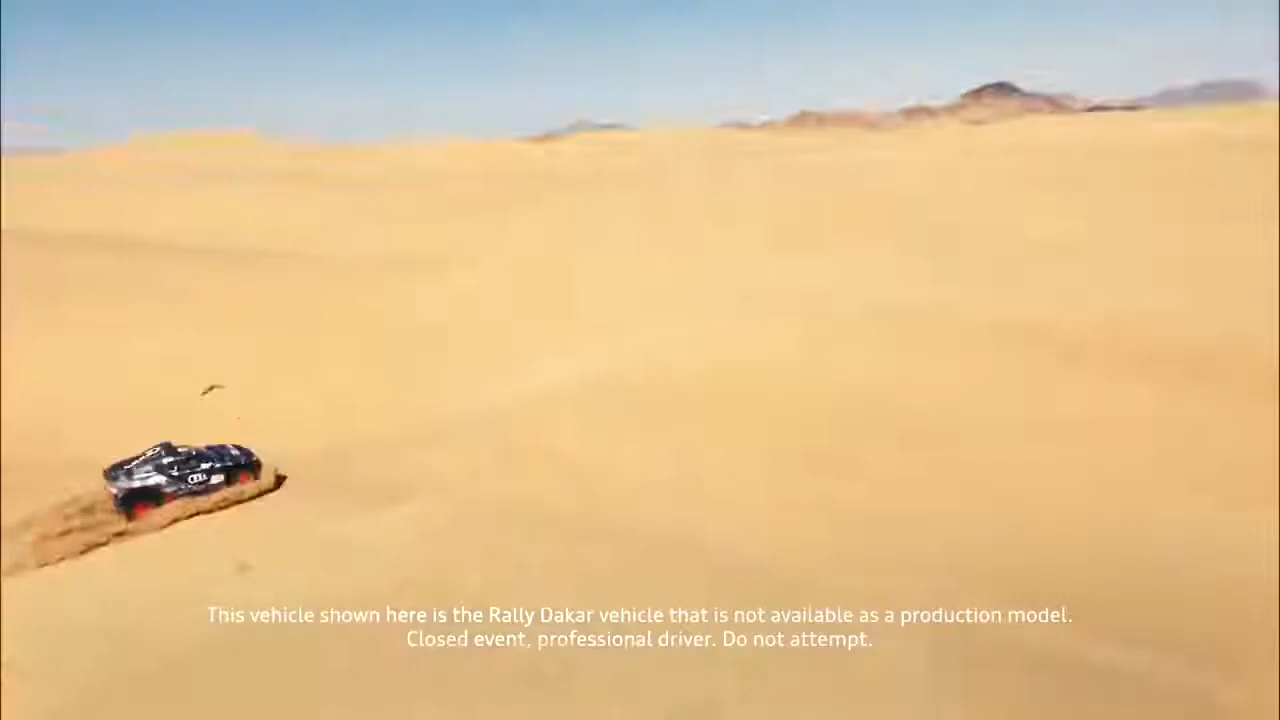 This vehicle shown here is the Rally Dakar vehicle that is not available as a production model.
Closed event, professional driver. Do not attempt.